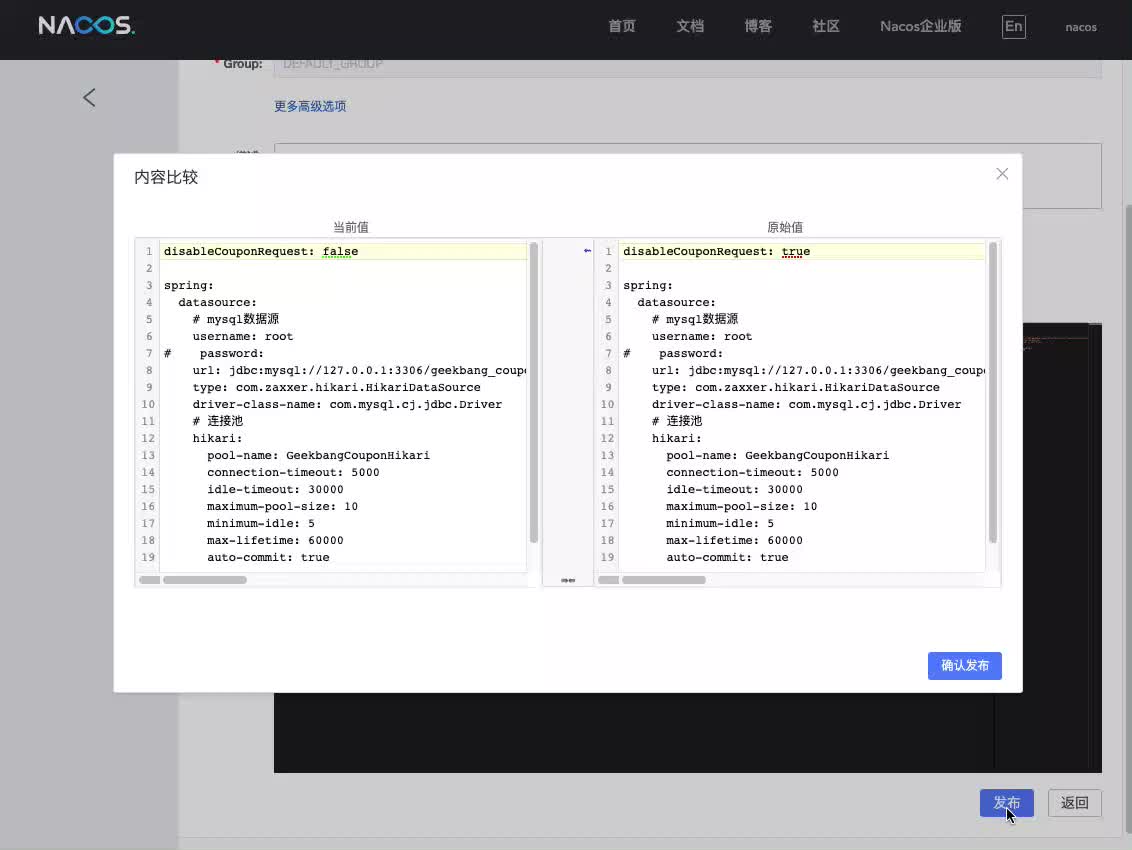 NACOS.
首页 文档 博客 社区 Nacos企业版 En nacos
* Group: DEFAULT_GROUP
更多高级选项
内容比较
当前值
1 disableCouponRequest: false
2
3 spring:
4 datasource:
5 # mysql数据源
6 username: root
7 # password:
8 url: jdbc:mysql://127.0.0.1:3306/geekbang_coupo
9 type: com.zaxxer.hikari.HikariDataSource
10 driver-class-name: com.mysql.cj.jdbc.Driver
11 # 连接池
12 hikari:
13 pool-name: GeekbangCouponHikari
14 connection-timeout: 5000
15 idle-timeout: 30000
16 maximum-pool-size: 10
17 minimum-idle: 5
18 max-lifetime: 60000
19 auto-commit: true
原始值
1 disableCouponRequest: true
2
3 spring:
4 datasource:
5 # mysql数据源
6 username: root
7 # password:
8 url: jdbc:mysql://127.0.0.1:3306/geekbang_coup
9 type: com.zaxxer.hikari.HikariDataSource
10 driver-class-name: com.mysql.cj.jdbc.Driver
11 # 连接池
12 hikari:
13 pool-name: GeekbangCouponHikari
14 connection-timeout: 5000
15 idle-timeout: 30000
16 maximum-pool-size: 10
17 minimum-idle: 5
18 max-lifetime: 60000
19 auto-commit: true
确认发布
发布 返回